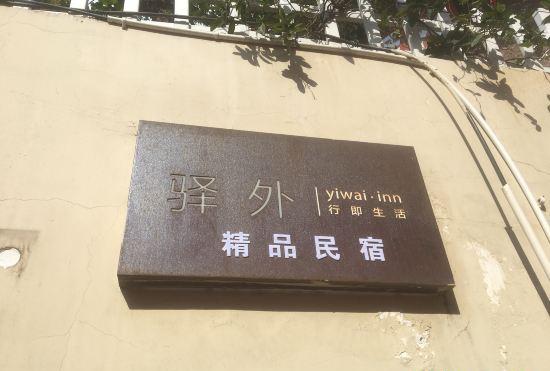 驿外
yiwai·inn
行即生活
精品民宿